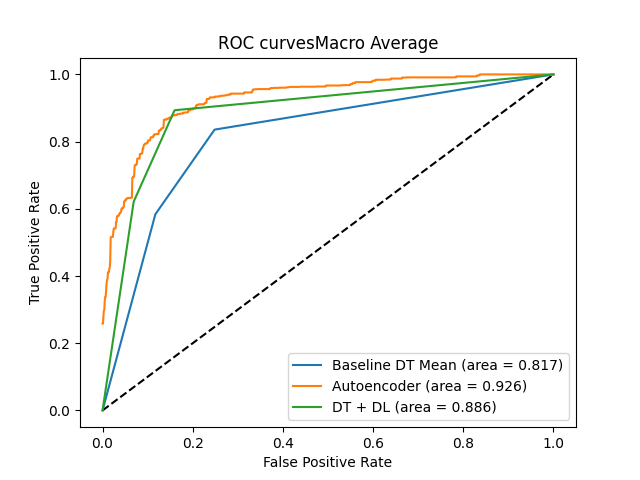 ROC curvesMacro Average
True Positive Rate
1.0
0.8
0.6
0.4
0.2
0.0
Baseline DT Mean (area = 0.817)
Autoencoder (area = 0.926)
DT + DL (area = 0.886)
0.0 0.2 0.4 0.6 0.8 1.0
False Positive Rate